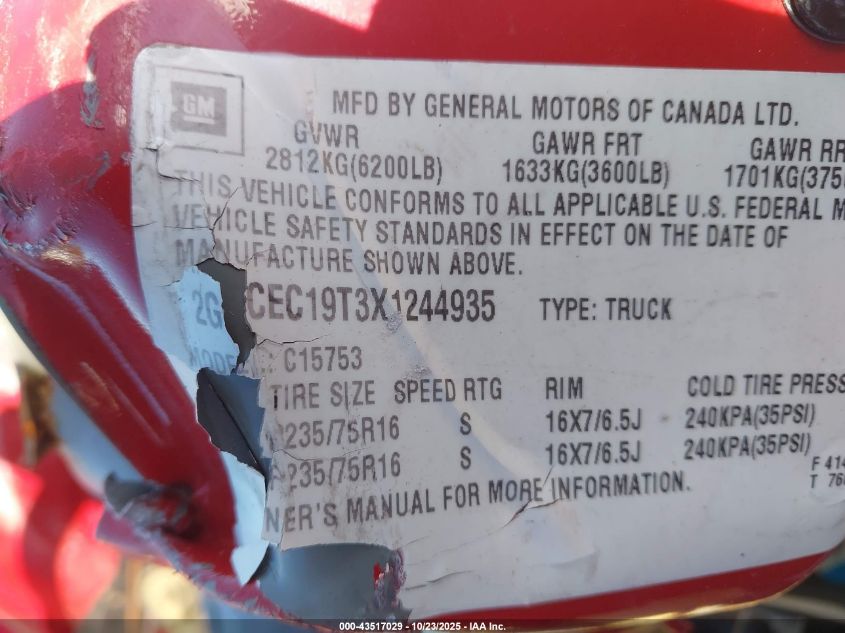 GM
MFD BY GENERAL MOTORS OF CANADA LTD.
GVWR GAWR FRT GAWR RR
2812KG(6200LB) 1633KG(3600LB) 1701KG(375
THIS VEHICLE CONFORMS TO ALL APPLICABLE U.S. FEDERAL M
VEHICLE SAFETY STANDARDS IN EFFECT ON THE DATE OF
MANUFACTURE SHOWN ABOVE.
2G CEC19T3X1244935 TYPE: TRUCK
MODE C15753
TIRE SIZE SPEED RTG RIM COLD TIRE PRESS
235/75R16 S 16X7/6.5J 240KPA(35PSI)
235/75R16 S 16X7/6.5J 240KPA(35PSI)
F 414
NER'S MANUAL FOR MORE INFORMATION.
T 760
000-43517029 - 10/23/2025 - IAA Inc.